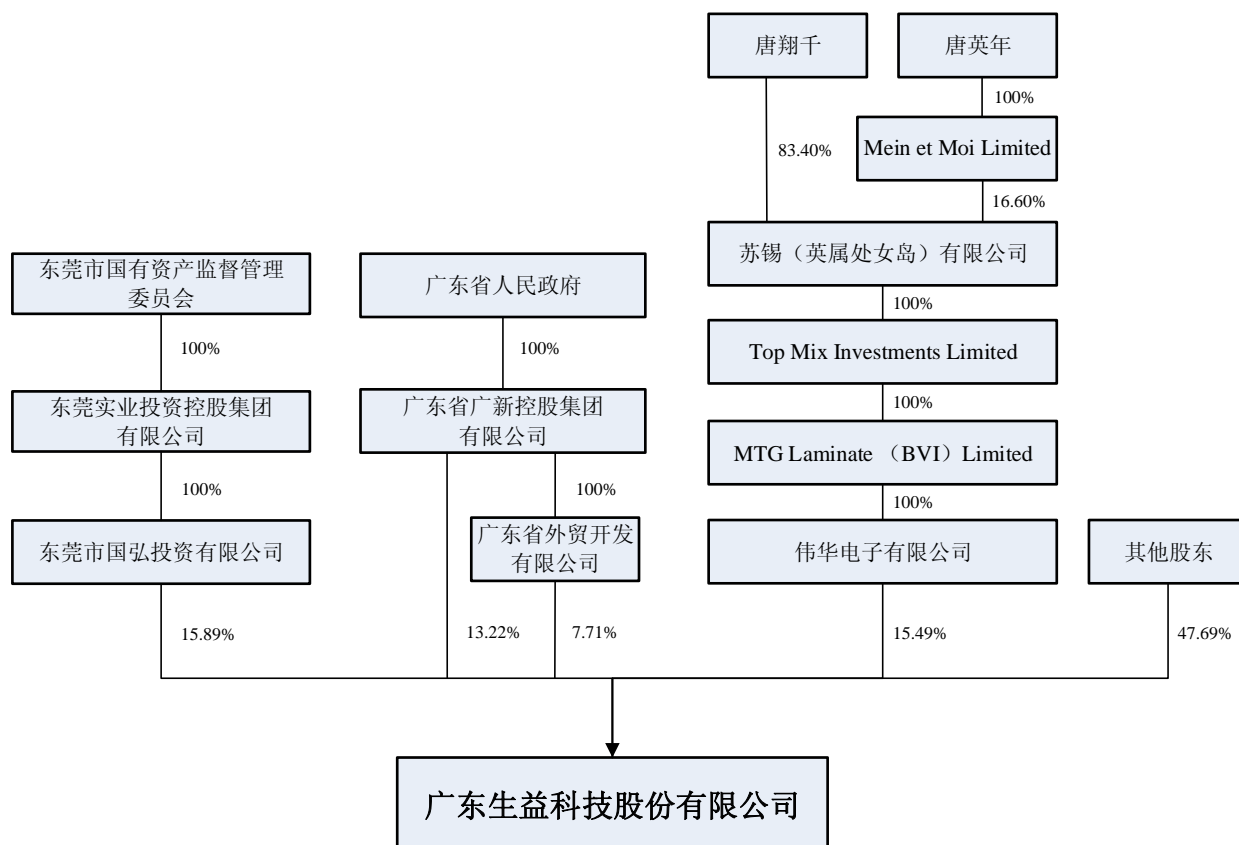 唐翔千
唐英年
100%
Mein et Moi Limited
83.40%
16.60%
苏锡（英属处女岛）有限公司
东莞市国有资产监督管理
委员会
广东省人民政府
100%
100%
100%
Top Mix Investments Limited
东莞实业投资控股集团
有限公司
广东省广新控股集团
有限公司
100%
MTG Laminate （BVI）Limited
100%
100%
100%
东莞市国弘投资有限公司
广东省外贸开发
有限公司
伟华电子有限公司
其他股东
15.89%
13.22%
7.71%
15.49%
47.69%
广东生益科技股份有限公司